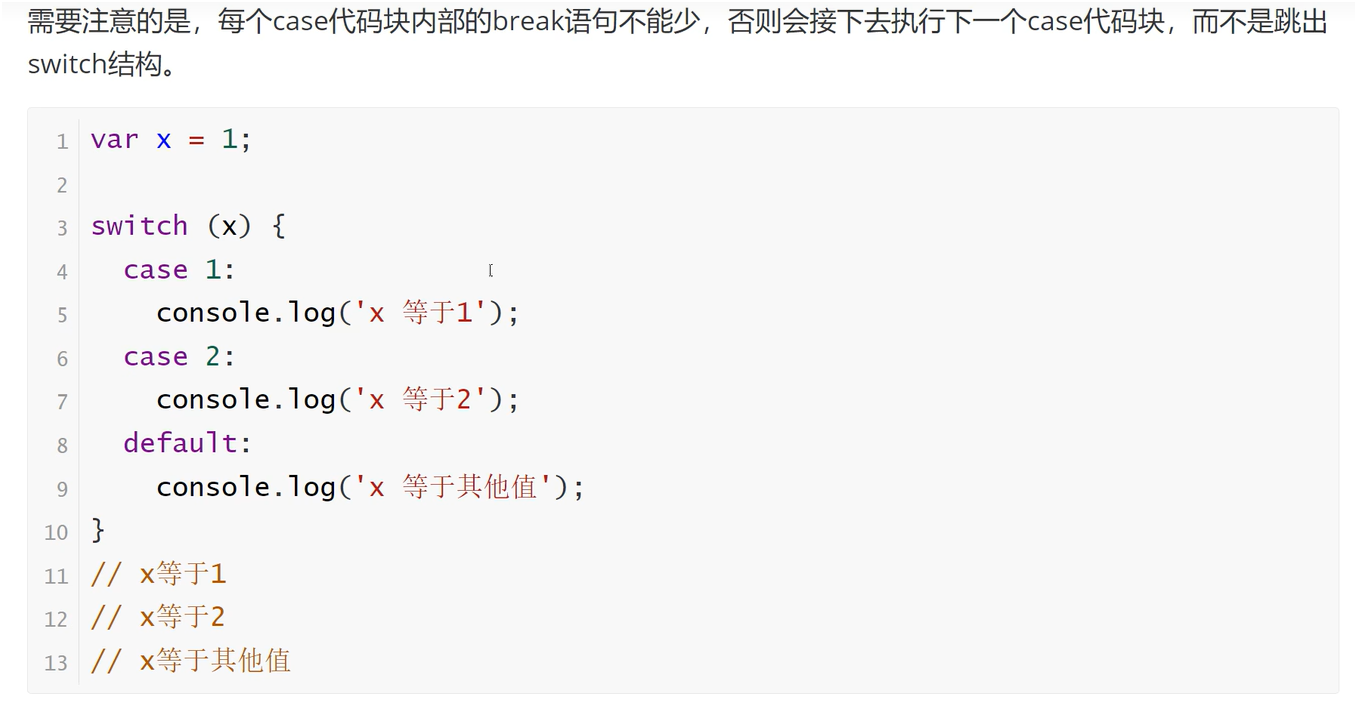 需要注意的是，每个case代码块内部的break语句不能少，否则会接下去执行下一个case代码块，而不是跳出
switch结构。
1 var x = 1;
2
3 switch (x) {
4   case 1:
5     console.log('x 等于1');
6   case 2:
7     console.log('x 等于2');
8   default:
9     console.log('x 等于其他值');
10 }
11 // x等于1
12 // x等于2
13 // x等于其他值